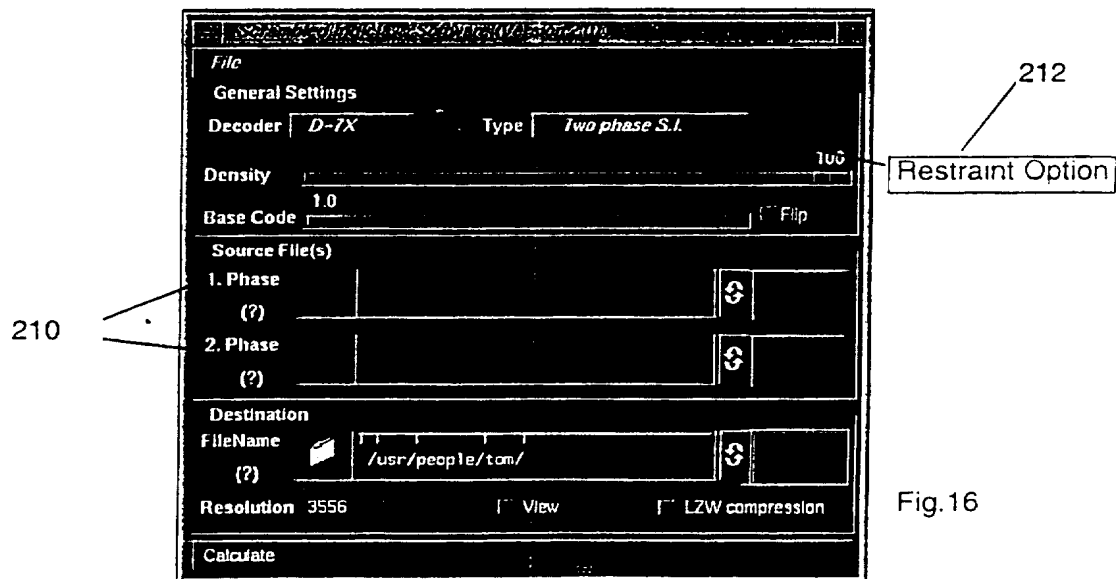 File
212
General Settings
Decoder D-7X Type Two phase S.I.
100
Restraint Option
Density
1.0
Base Code Flip
Source File(s)
1. Phase
(?)
210
2. Phase
(?)
Destination
FileName
/usr/people/tom/
(?)
Resolution 3556 View LZW compression
Fig.16
Calculate